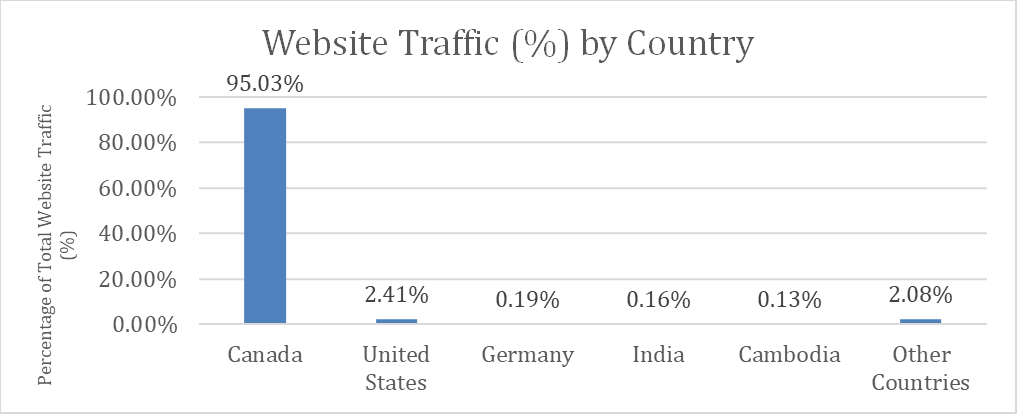 Website Traffic (%) by Country
Percentage of Total Website Traffic
(%)
100.00%
80.00%
60.00%
40.00%
20.00%
0.00%
95.03%
2.41%
0.19%
0.16%
0.13%
2.08%
Canada
United
States
Germany
India
Cambodia
Other
Countries